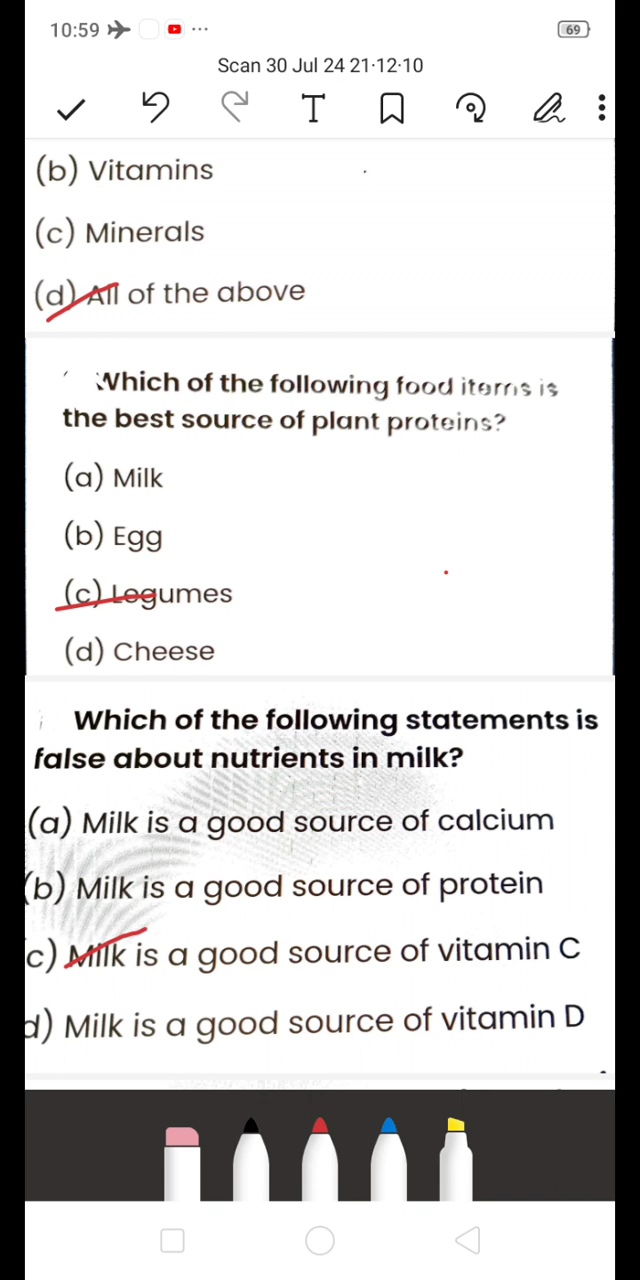 10:59
69
Scan 30 Jul 24 21·12·10
T
(b) Vitamins
(c) Minerals
(d) All of the above
Which of the following food items is
the best source of plant proteins?
(a) Milk
(b) Egg
(c) Legumes
(d) Cheese
Which of the following statements is
false about nutrients in milk?
(a) Milk is a good source of calcium
(b) Milk is a good source of protein
c) Milk is a good source of vitamin C
d) Milk is a good source of vitamin D